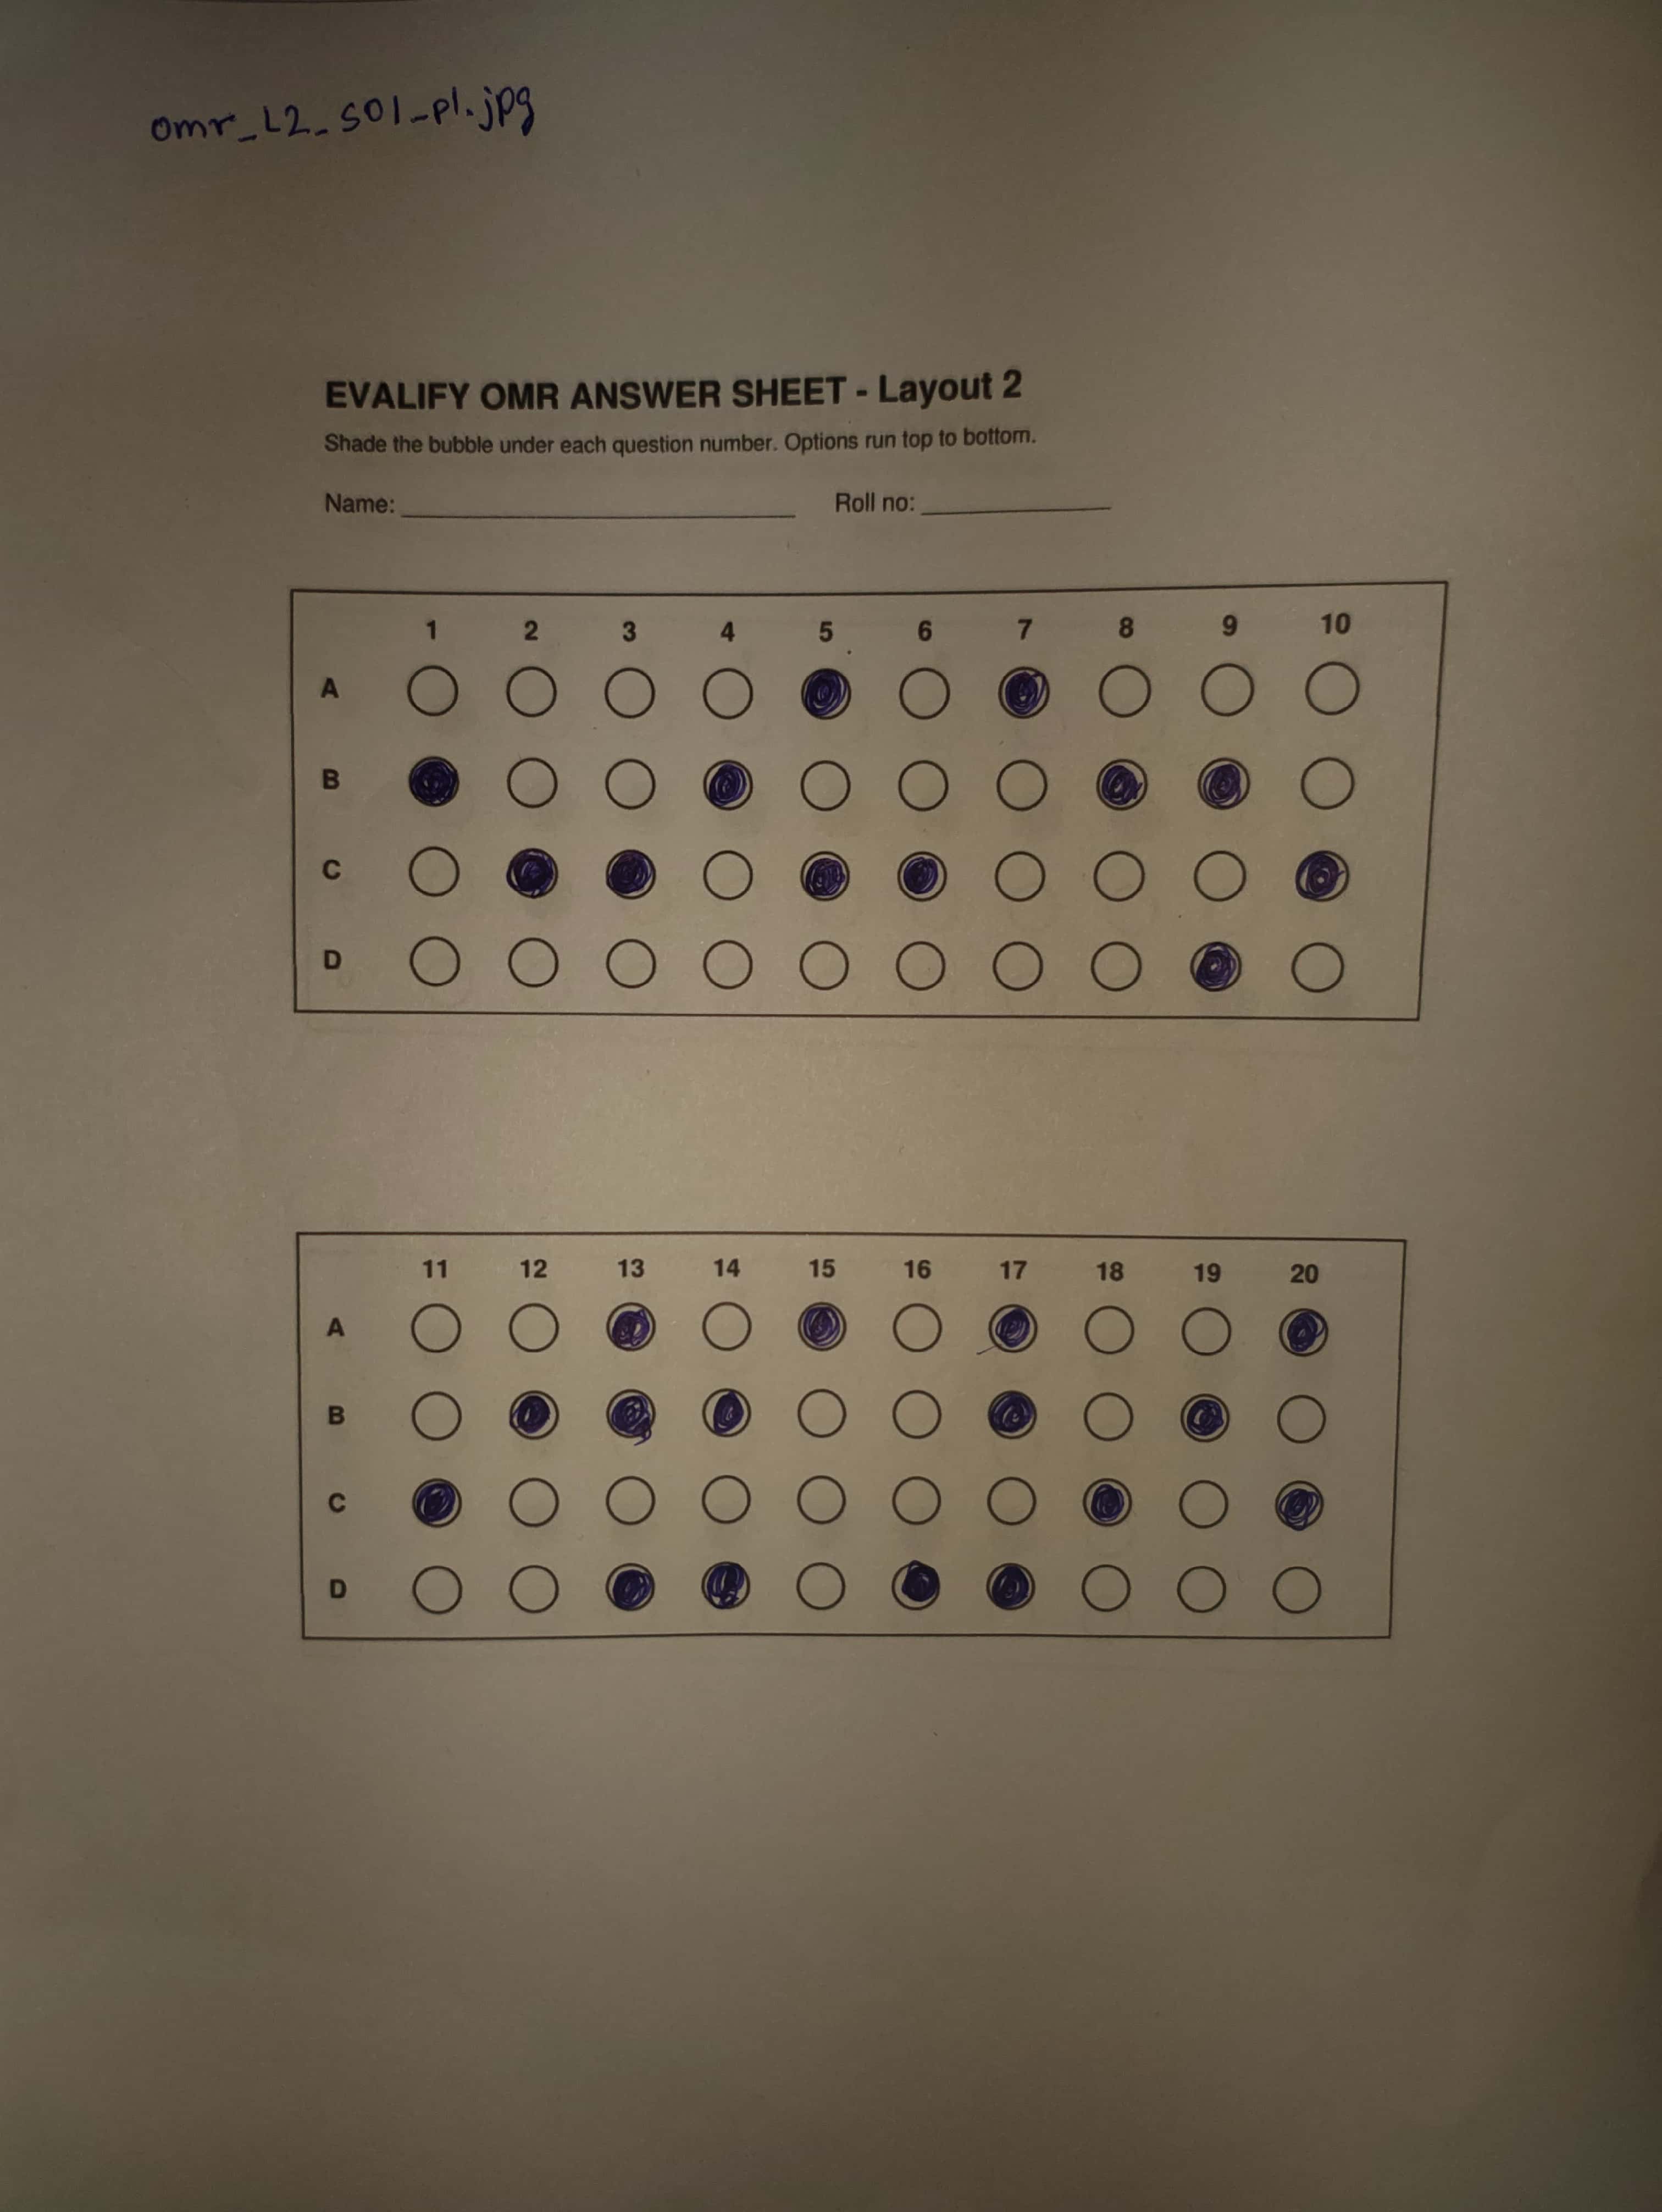 omr_L2_S01_p1.jpg
EVALIFY OMR ANSWER SHEET - Layout 2
Shade the bubble under each question number. Options run top to bottom.
Name: Roll no:
1 2 3 4 5 6 7 8 9 10
A
B
C
D
11 12 13 14 15 16 17 18 19 20
A
B
C
D